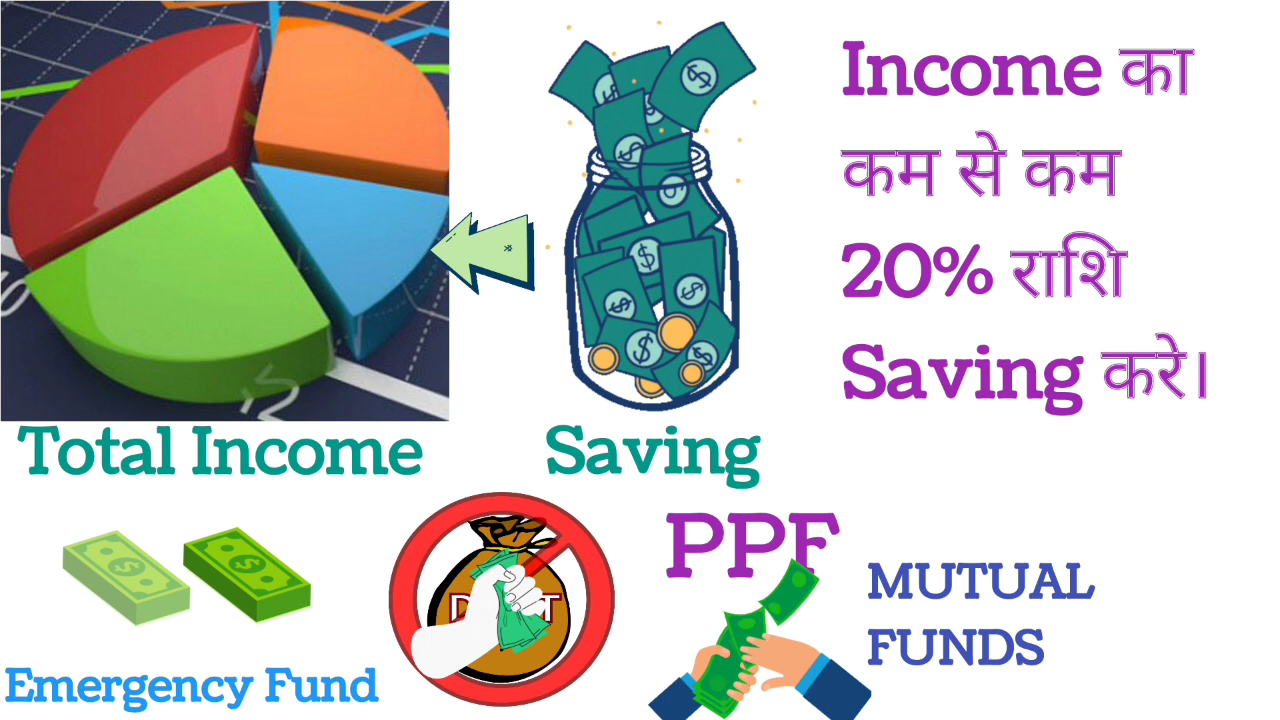 Income का
कम से कम
20% राशि
Saving करे।
Total Income
Saving
PPF
MUTUAL
FUNDS
Emergency Fund